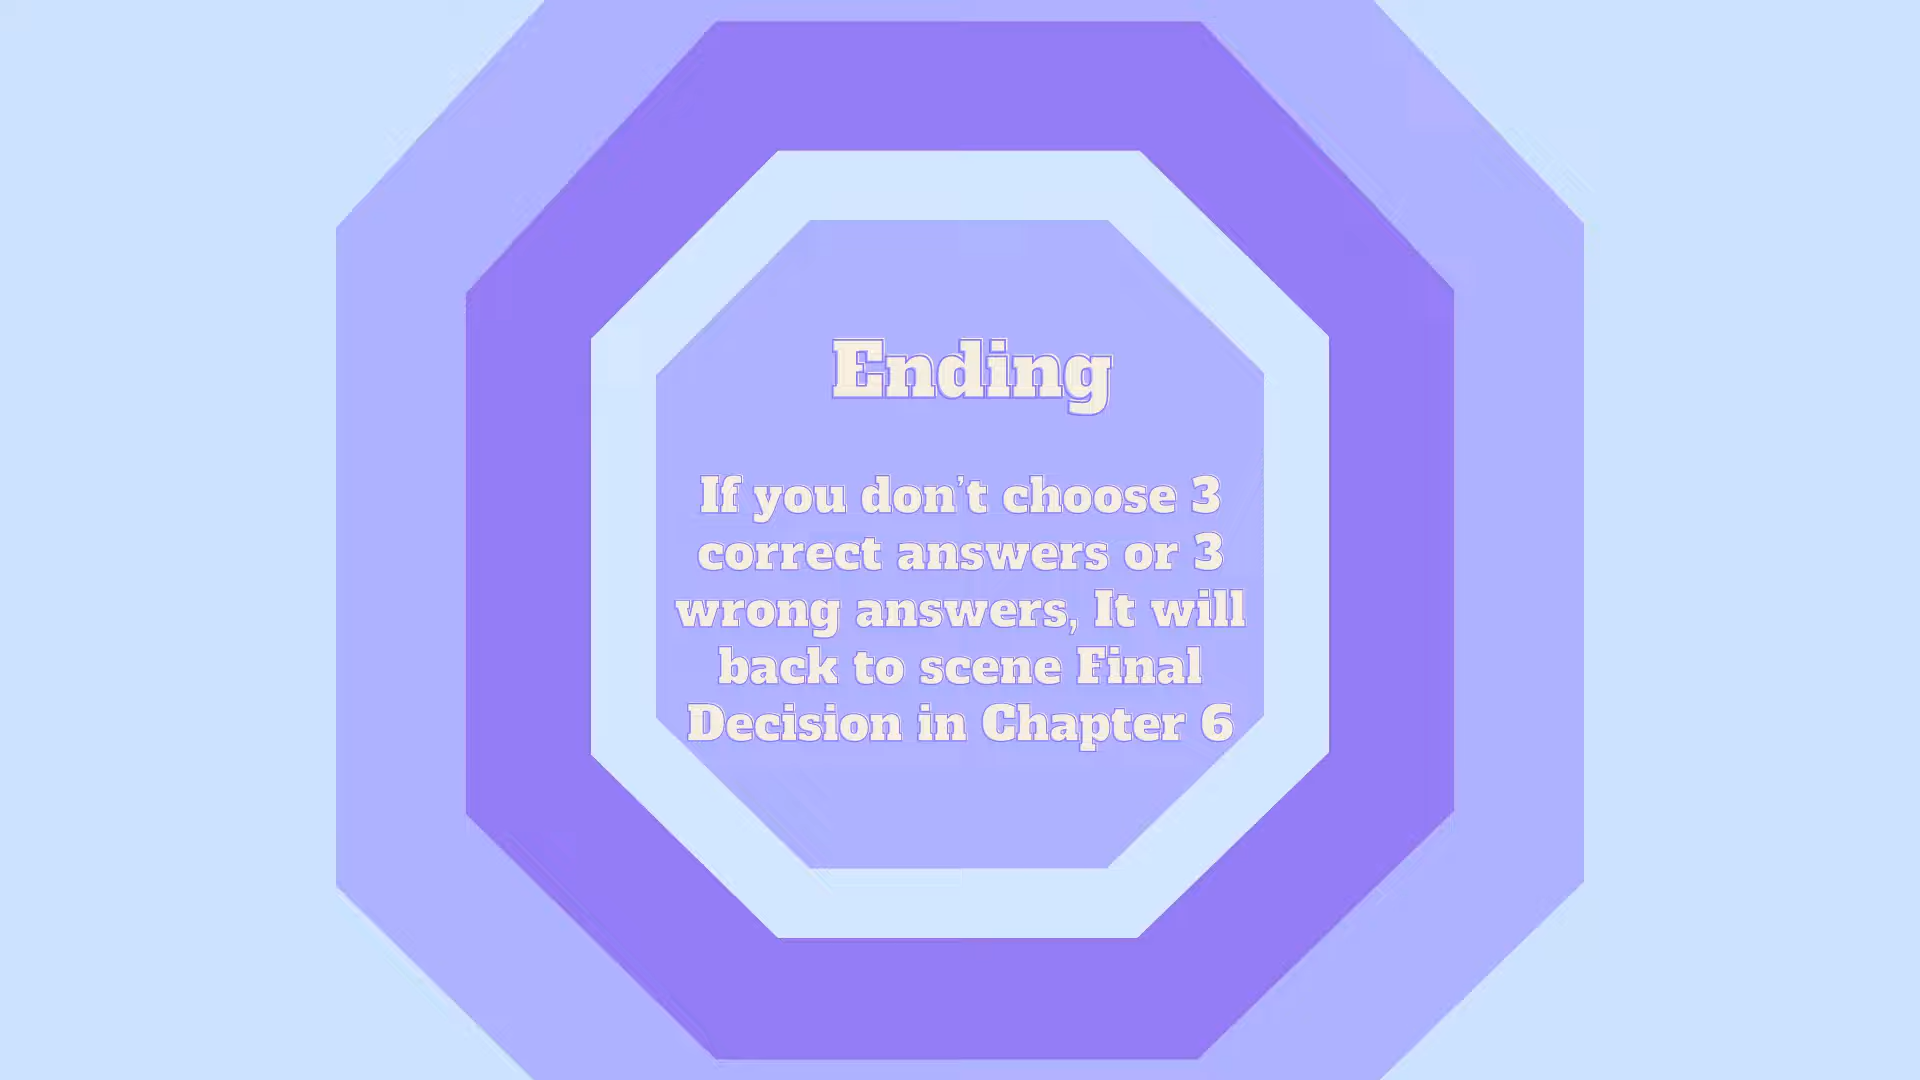 Ending
If you don't choose 3
correct answers or 3
wrong answers, It will
back to scene Final
Decision in Chapter 6